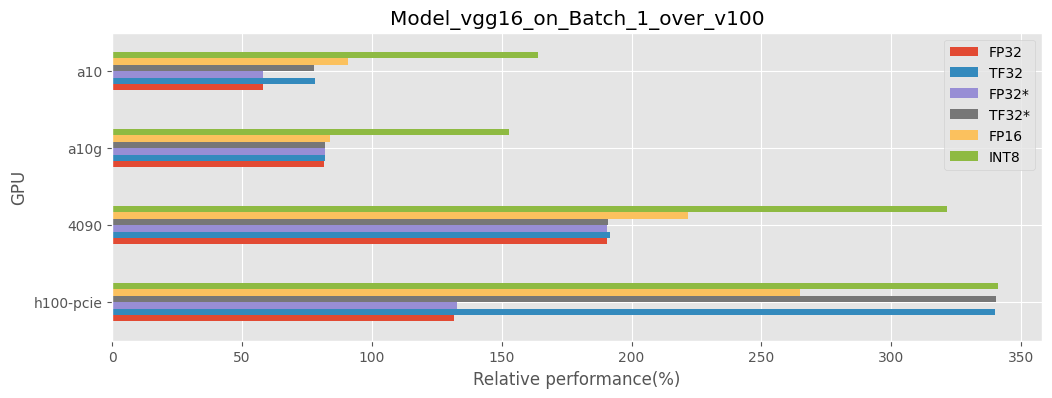 Model_vgg16_on_Batch_1_over_v100
FP32
TF32
FP32*
TF32*
FP16
INT8
GPU
a10
a10g
4090
h100-pcie
0 50 100 150 200 250 300 350
Relative performance(%)